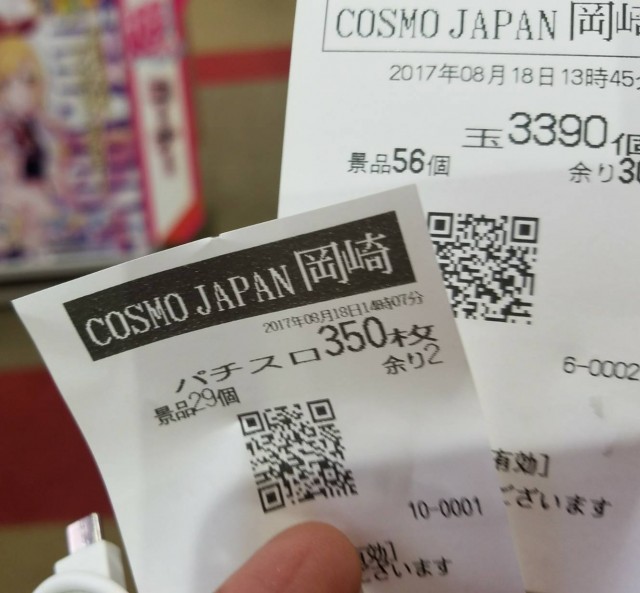 COSMO JAPAN 岡崎
2017年08月18日13時45分
玉3390個
景品56個
余り30
6-0002
有効]
ございます
COSMO JAPAN 岡崎
2017年08月18日14時07分
パチスロ350枚
景品29個
余り2
10-0001
有効]
ございます